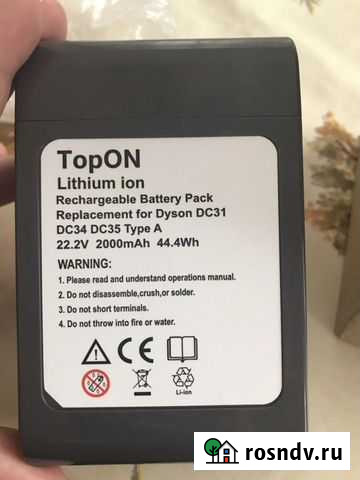 TopON
Lithium ion
Rechargeable Battery Pack
Replacement for Dyson DC31
DC34 DC35 Type A
22.2V 2000mAh 44.4Wh
WARNING:
1. Please read and understand operations manual.
2. Do not disassemble,crush,or solder.
3. Do not short terminals.
4. Do not throw into fire or water.
CE
Li-ion
rosndv.ru